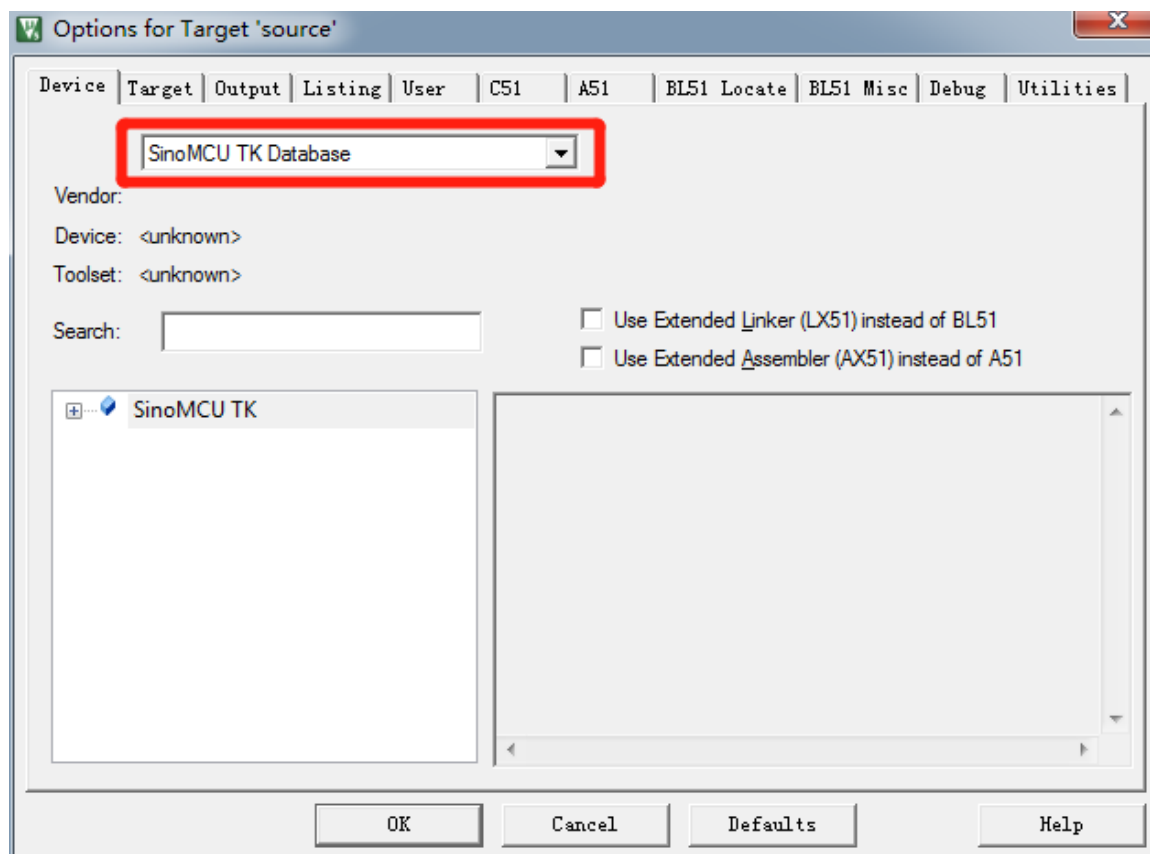 Options for Target 'source'
Device Target Output Listing User C51 A51 BL51 Locate BL51 Misc Debug Utilities
SinoMCU TK Database
Vendor:
Device: <unknown>
Toolset: <unknown>
Search:
Use Extended Linker (LX51) instead of BL51
Use Extended Assembler (AX51) instead of A51
SinoMCU TK
OK Cancel Defaults Help